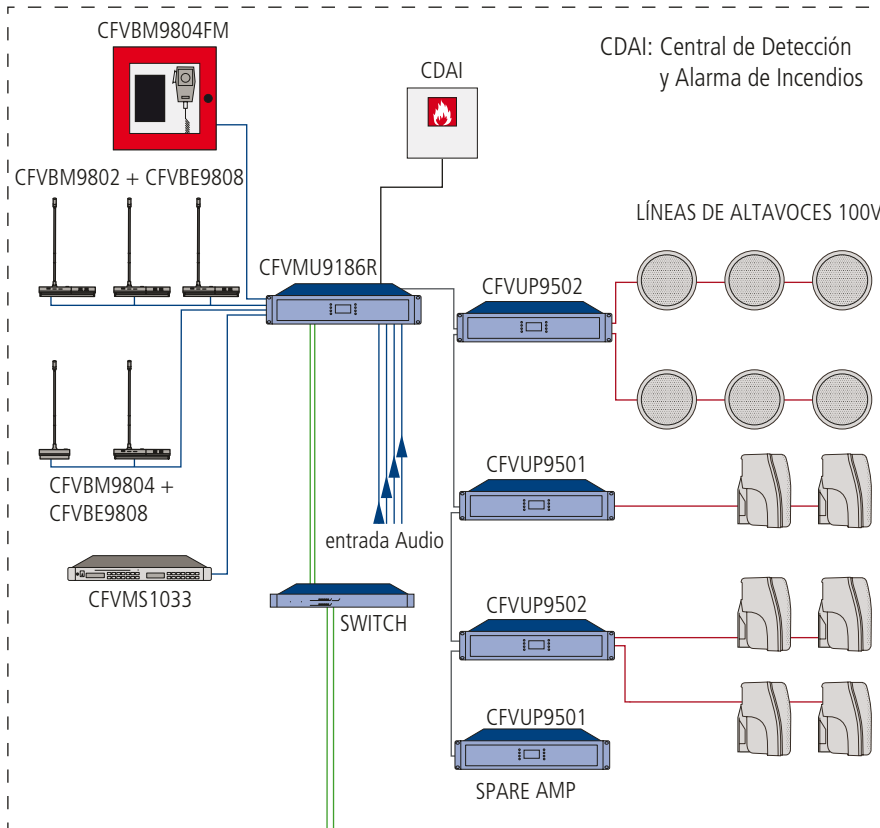 CFVBM9804FM
CDAI: Central de Detección
y Alarma de Incendios
CDAI
CFVBM9802 + CFVBE9808
LÍNEAS DE ALTAVOCES 100V
CFVMU9186R
CFVUP9502
CFVUP9501
CFVBM9804 +
CFVBE9808
entrada Audio
CFVMS1033
SWITCH
CFVUP9502
CFVUP9501
SPARE AMP